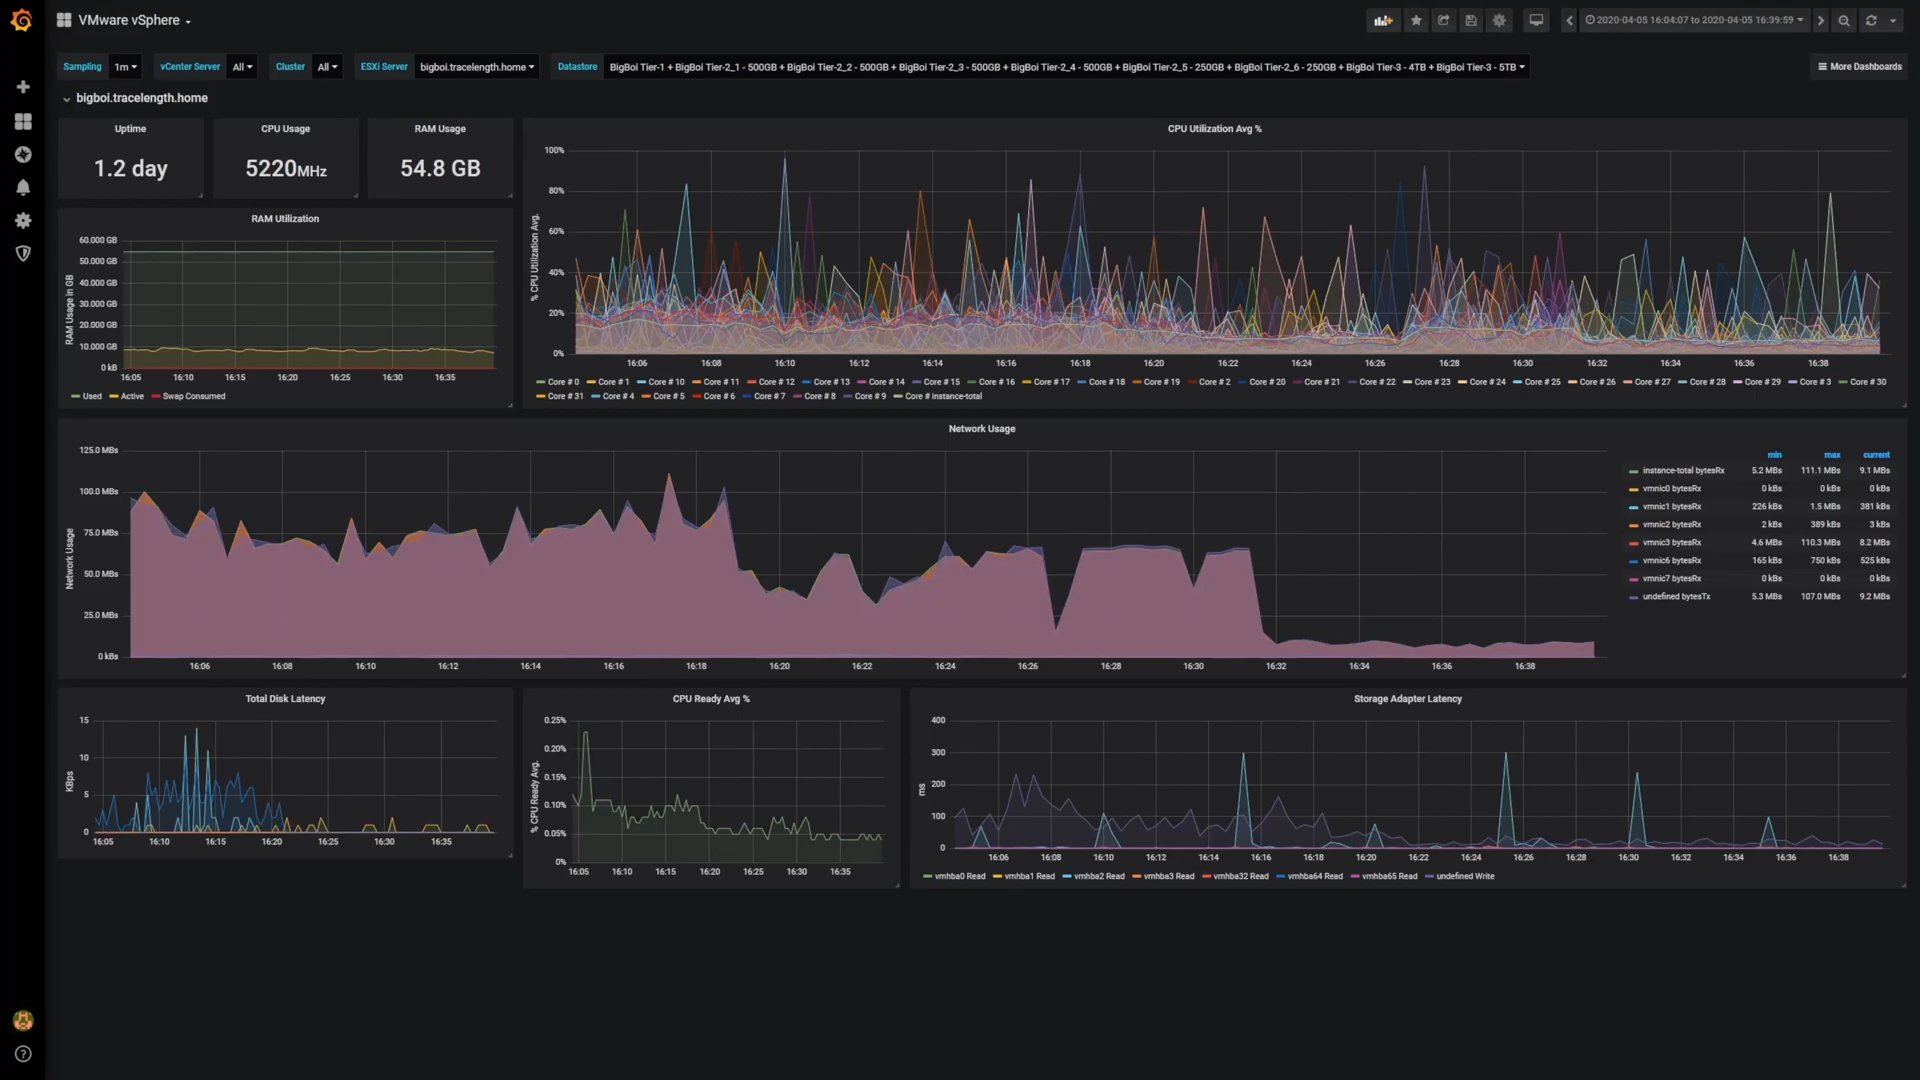 VMware vSphere
2020-04-05 16:04:07 to 2020-04-05 16:39:59
Sampling 1m vCenter Server All Cluster All ESXi Server bigboi.tracelength.home Datastore BigBoi Tier-1 + BigBoi Tier-2_1 - 500GB + BigBoi Tier-2_2 - 500GB + BigBoi Tier-2_3 - 500GB + BigBoi Tier-2_4 - 500GB + BigBoi Tier-2_5 - 250GB + BigBoi Tier-2_6 - 250GB + BigBoi Tier-3 - 4TB + BigBoi Tier-3 - 5TB More Dashboards
bigboi.tracelength.home
Uptime
1.2 day
CPU Usage
5220MHz
RAM Usage
54.8 GB
RAM Utilization
RAM Usage in GB
60.000 GB
50.000 GB
40.000 GB
30.000 GB
20.000 GB
10.000 GB
0 kB
16:05 16:10 16:15 16:20 16:25 16:30 16:35
Used Active Swap Consumed
CPU Utilization Avg %
% CPU Utilization Avg.
100%
80%
60%
40%
20%
0%
16:06 16:08 16:10 16:12 16:14 16:16 16:18 16:20 16:22 16:24 16:26 16:28 16:30 16:32 16:34 16:36 16:38
Core # 0 Core # 1 Core # 10 Core # 11 Core # 12 Core # 13 Core # 14 Core # 15 Core # 16 Core # 17 Core # 18 Core # 19 Core # 2 Core # 20 Core # 21 Core # 22 Core # 23 Core # 24 Core # 25 Core # 26 Core # 27 Core # 28 Core # 29 Core # 3 Core # 30
Core # 31 Core # 4 Core # 5 Core # 6 Core # 7 Core # 8 Core # 9 Core # instance-total
Network Usage
Network Usage
125.0 MBs
100.0 MBs
75.0 MBs
50.0 MBs
25.0 MBs
0 kBs
16:06 16:08 16:10 16:12 16:14 16:16 16:18 16:20 16:22 16:24 16:26 16:28 16:30 16:32 16:34 16:36 16:38
min max current
instance-total bytesRx 5.2 MBs 111.1 MBs 9.1 MBs
vmnic0 bytesRx 0 kBs 0 kBs 0 kBs
vmnic1 bytesRx 226 kBs 1.5 MBs 381 kBs
vmnic2 bytesRx 2 kBs 389 kBs 3 kBs
vmnic3 bytesRx 4.6 MBs 110.3 MBs 8.2 MBs
vmnic6 bytesRx 165 kBs 750 kBs 525 kBs
vmnic7 bytesRx 0 kBs 0 kBs 0 kBs
undefined bytesTx 5.3 MBs 107.0 MBs 9.2 MBs
Total Disk Latency
KBps
15
10
5
0
16:05 16:10 16:15 16:20 16:25 16:30 16:35
CPU Ready Avg %
% CPU Ready Avg.
0.25%
0.20%
0.15%
0.10%
0.05%
0%
16:05 16:10 16:15 16:20 16:25 16:30 16:35
Storage Adapter Latency
ms
400
300
200
100
0
16:06 16:08 16:10 16:12 16:14 16:16 16:18 16:20 16:22 16:24 16:26 16:28 16:30 16:32 16:34 16:36 16:38
vmhba0 Read vmhba1 Read vmhba2 Read vmhba3 Read vmhba32 Read vmhba64 Read vmhba65 Read undefined Write